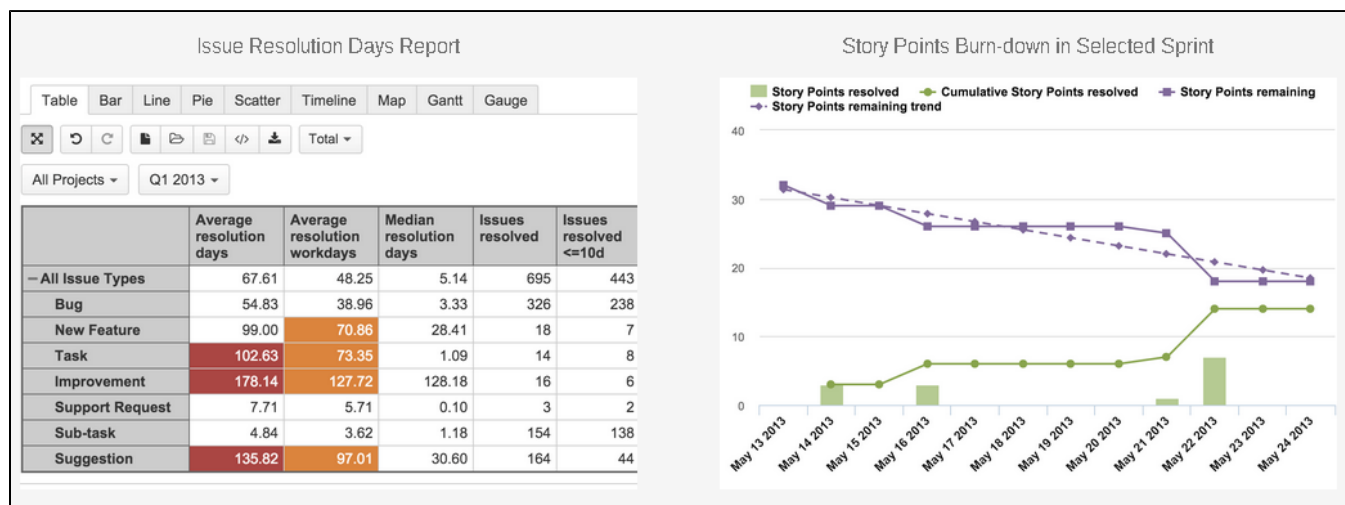 Issue Resolution Days Report
Table Bar Line Pie Scatter Timeline Map Gantt Gauge
Total
All Projects Q1 2013
Average resolution days Average resolution workdays Median resolution days Issues resolved Issues resolved <=10d
All Issue Types 67.61 48.25 5.14 695 443
Bug 54.83 38.96 3.33 326 238
New Feature 99.00 70.86 28.41 18 7
Task 102.63 73.35 1.09 14 8
Improvement 178.14 127.72 128.18 16 6
Support Request 7.71 5.71 0.10 3 2
Sub-task 4.84 3.62 1.18 154 138
Suggestion 135.82 97.01 30.60 164 44
Story Points Burn-down in Selected Sprint
Story Points resolved Cumulative Story Points resolved Story Points remaining
Story Points remaining trend
40
30
20
10
0
May 13 2013 May 14 2013 May 15 2013 May 16 2013 May 17 2013 May 18 2013 May 19 2013 May 20 2013 May 21 2013 May 22 2013 May 23 2013 May 24 2013